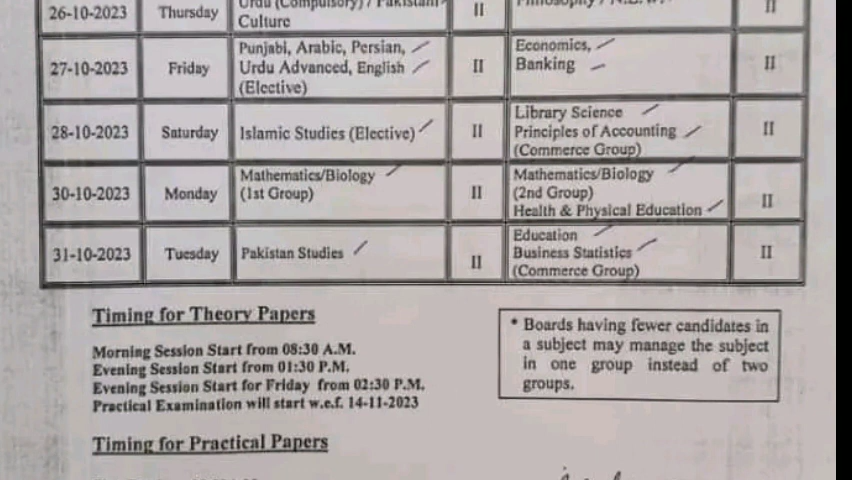 26-10-2023 Thursday Urdu (Compulsory) / Pakistani Culture II II
27-10-2023 Friday Punjabi, Arabic, Persian, Urdu Advanced, English (Elective) II Economics, Banking II
28-10-2023 Saturday Islamic Studies (Elective) II Library Science Principles of Accounting (Commerce Group) II
30-10-2023 Monday Mathematics/Biology (1st Group) II Mathematics/Biology (2nd Group) Health & Physical Education II
31-10-2023 Tuesday Pakistan Studies II Education Business Statistics (Commerce Group) II
Timing for Theory Papers
Morning Session Start from 08:30 A.M.
Evening Session Start from 01:30 P.M.
Evening Session Start for Friday from 02:30 P.M.
Practical Examination will start w.e.f. 14-11-2023
* Boards having fewer candidates in
a subject may manage the subject
in one group instead of two
groups.
Timing for Practical Papers